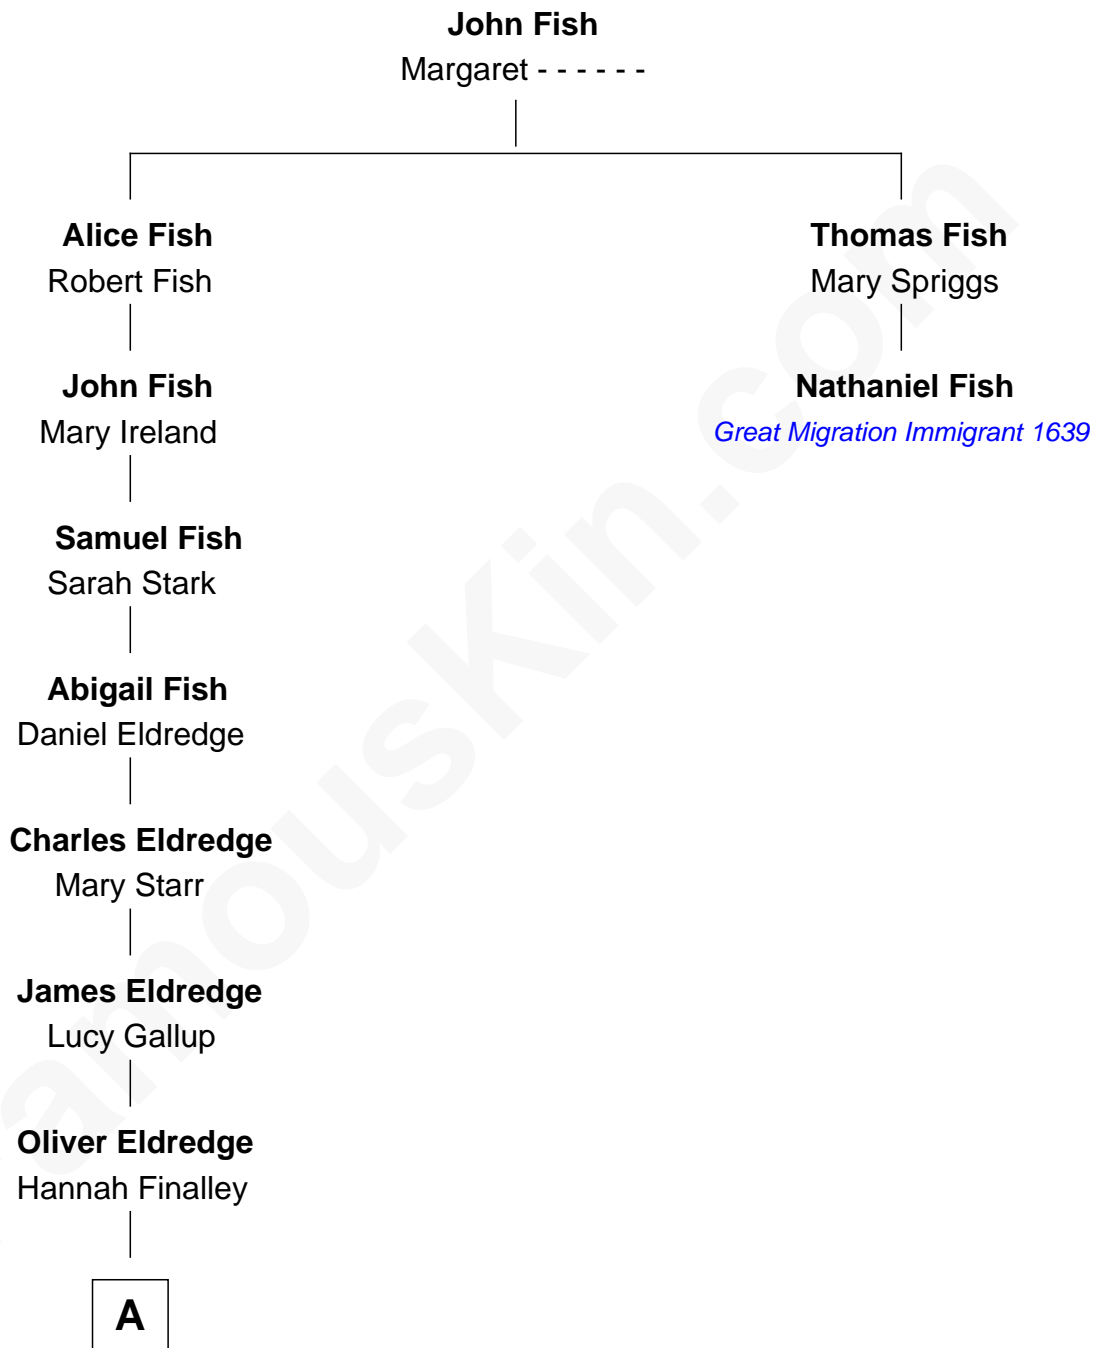 John Fish
Margaret - - - - - -
Alice Fish
Robert Fish
Thomas Fish
Mary Spriggs
John Fish
Mary Ireland
Nathaniel Fish
Great Migration Immigrant 1639
Samuel Fish
Sarah Stark
Abigail Fish
Daniel Eldredge
Charles Eldredge
Mary Starr
James Eldredge
Lucy Gallup
Oliver Eldredge
Hannah Finalley
A
amousKin.com